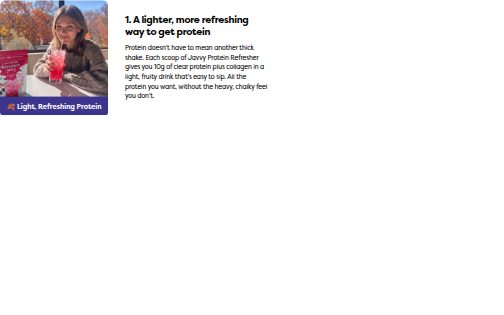 1. A lighter, more refreshing
way to get protein
Protein doesn't have to mean another thick
shake. Each scoop of Javvy Protein Refresher
gives you 10g of clear protein plus collagen in a
light, fruity drink that's easy to sip. All the
protein you want, without the heavy, chalky feel
you don't.
Light, Refreshing Protein